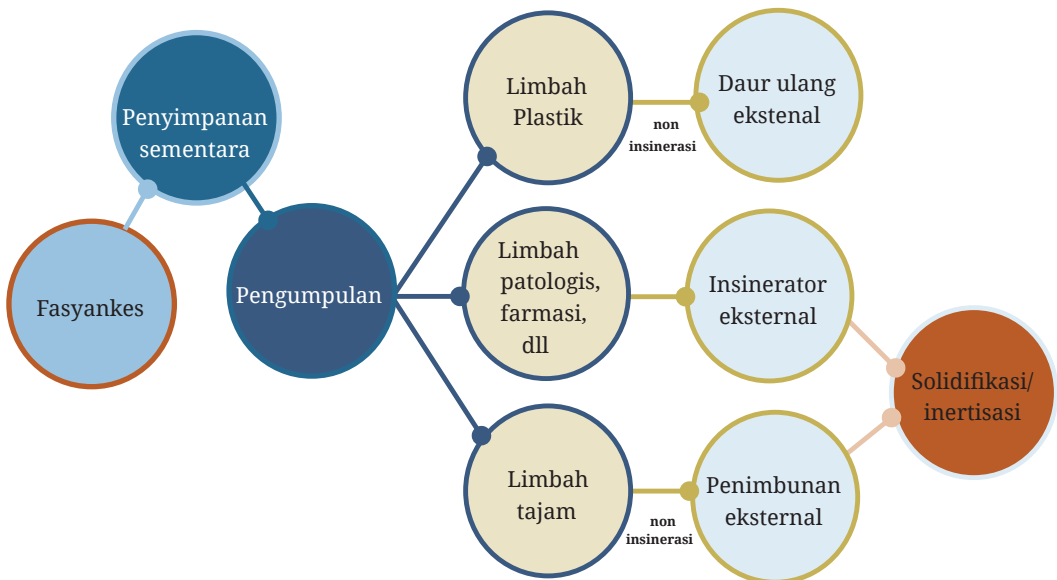 Fasyankes
Penyimpanan
sementara
Pengumpulan
Limbah
Plastik
non
insinerasi
Daur ulang
ekstenal
Limbah
patologis,
farmasi,
dll
Insinerator
eksternal
Limbah
tajam
non
insinerasi
Penimbunan
eksternal
Solidifikasi/
inertisasi